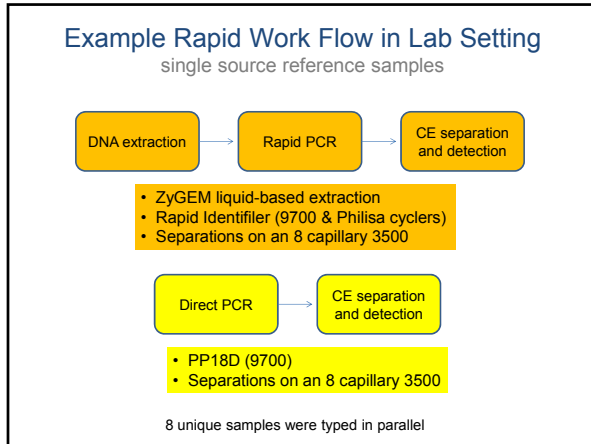 Example Rapid Work Flow in Lab Setting
single source reference samples
DNA extraction
Rapid PCR
CE separation
and detection
• ZyGEM liquid-based extraction
• Rapid Identifiler (9700 & Philisa cyclers)
• Separations on an 8 capillary 3500
Direct PCR
CE separation
and detection
• PP18D (9700)
• Separations on an 8 capillary 3500
8 unique samples were typed in parallel